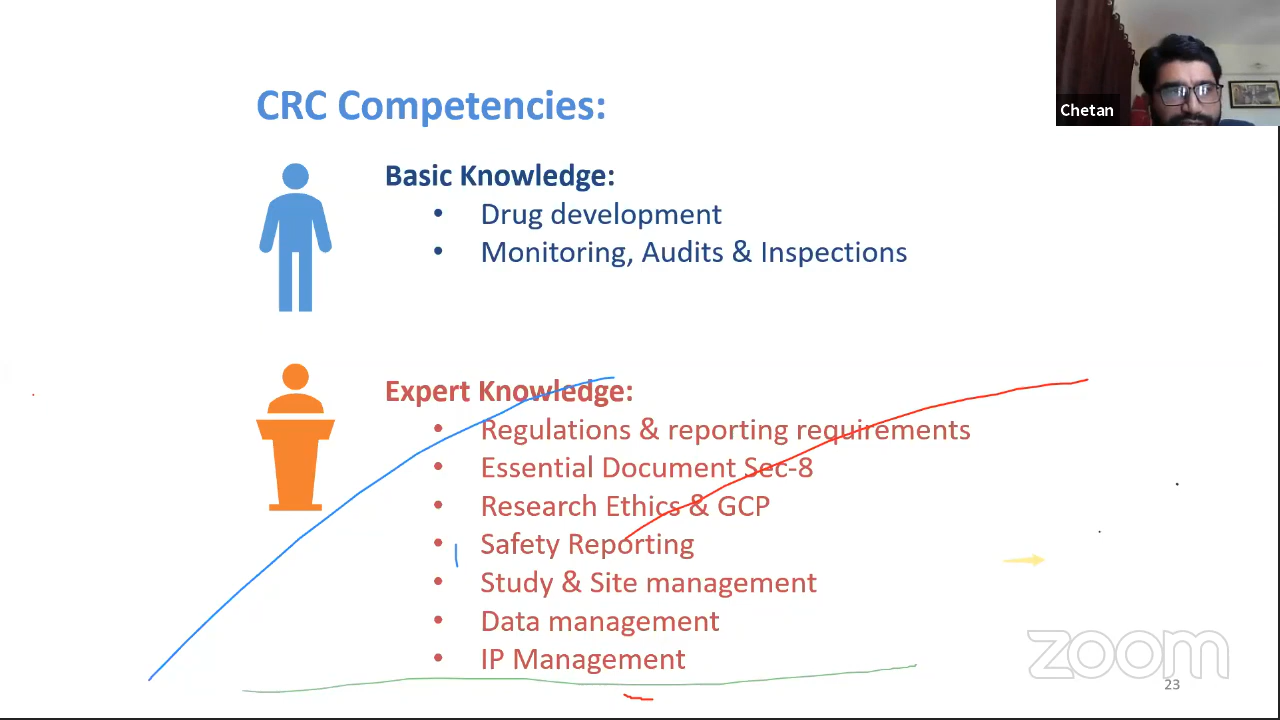 CRC Competencies:
Chetan
Basic Knowledge:
• Drug development
• Monitoring, Audits & Inspections
Expert Knowledge:
• Regulations & reporting requirements
• Essential Document Sec-8
• Research Ethics & GCP
• Safety Reporting
• Study & Site management
• Data management
• IP Management
zoom
23